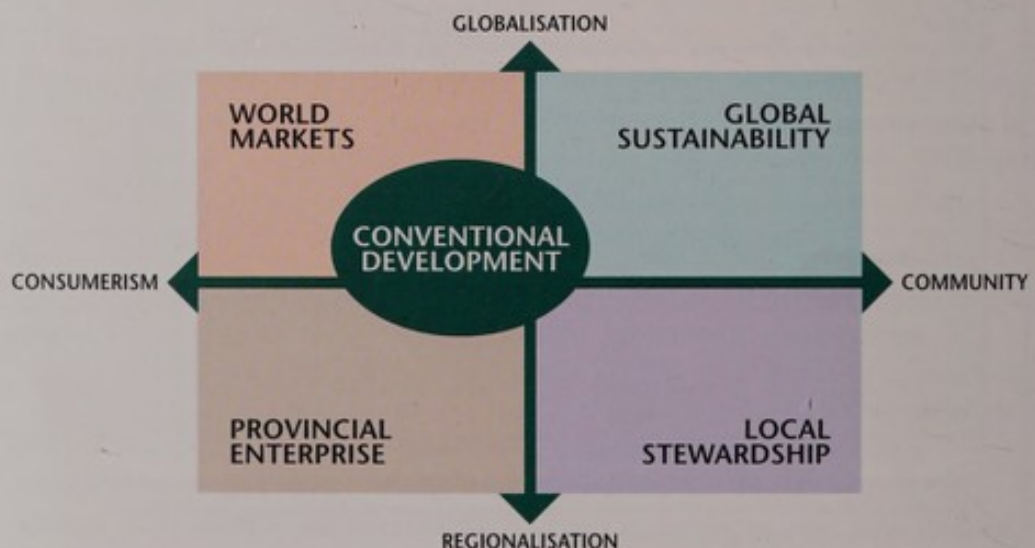 GLOBALISATION
WORLD
MARKETS
GLOBAL
SUSTAINABILITY
CONVENTIONAL
DEVELOPMENT
CONSUMERISM
COMMUNITY
PROVINCIAL
ENTERPRISE
LOCAL
STEWARDSHIP
REGIONALISATION